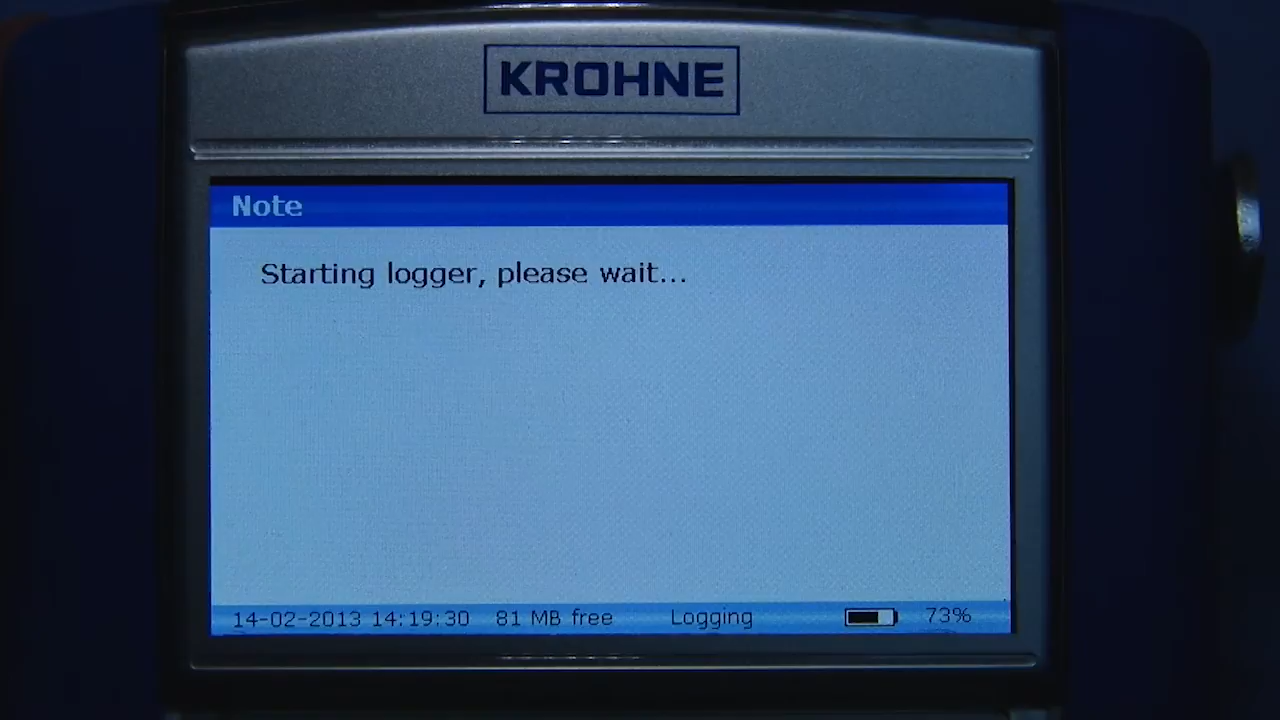 KROHNE
Note
Starting logger, please wait...
14-02-2013 14:19:30 81 MB free Logging 73%